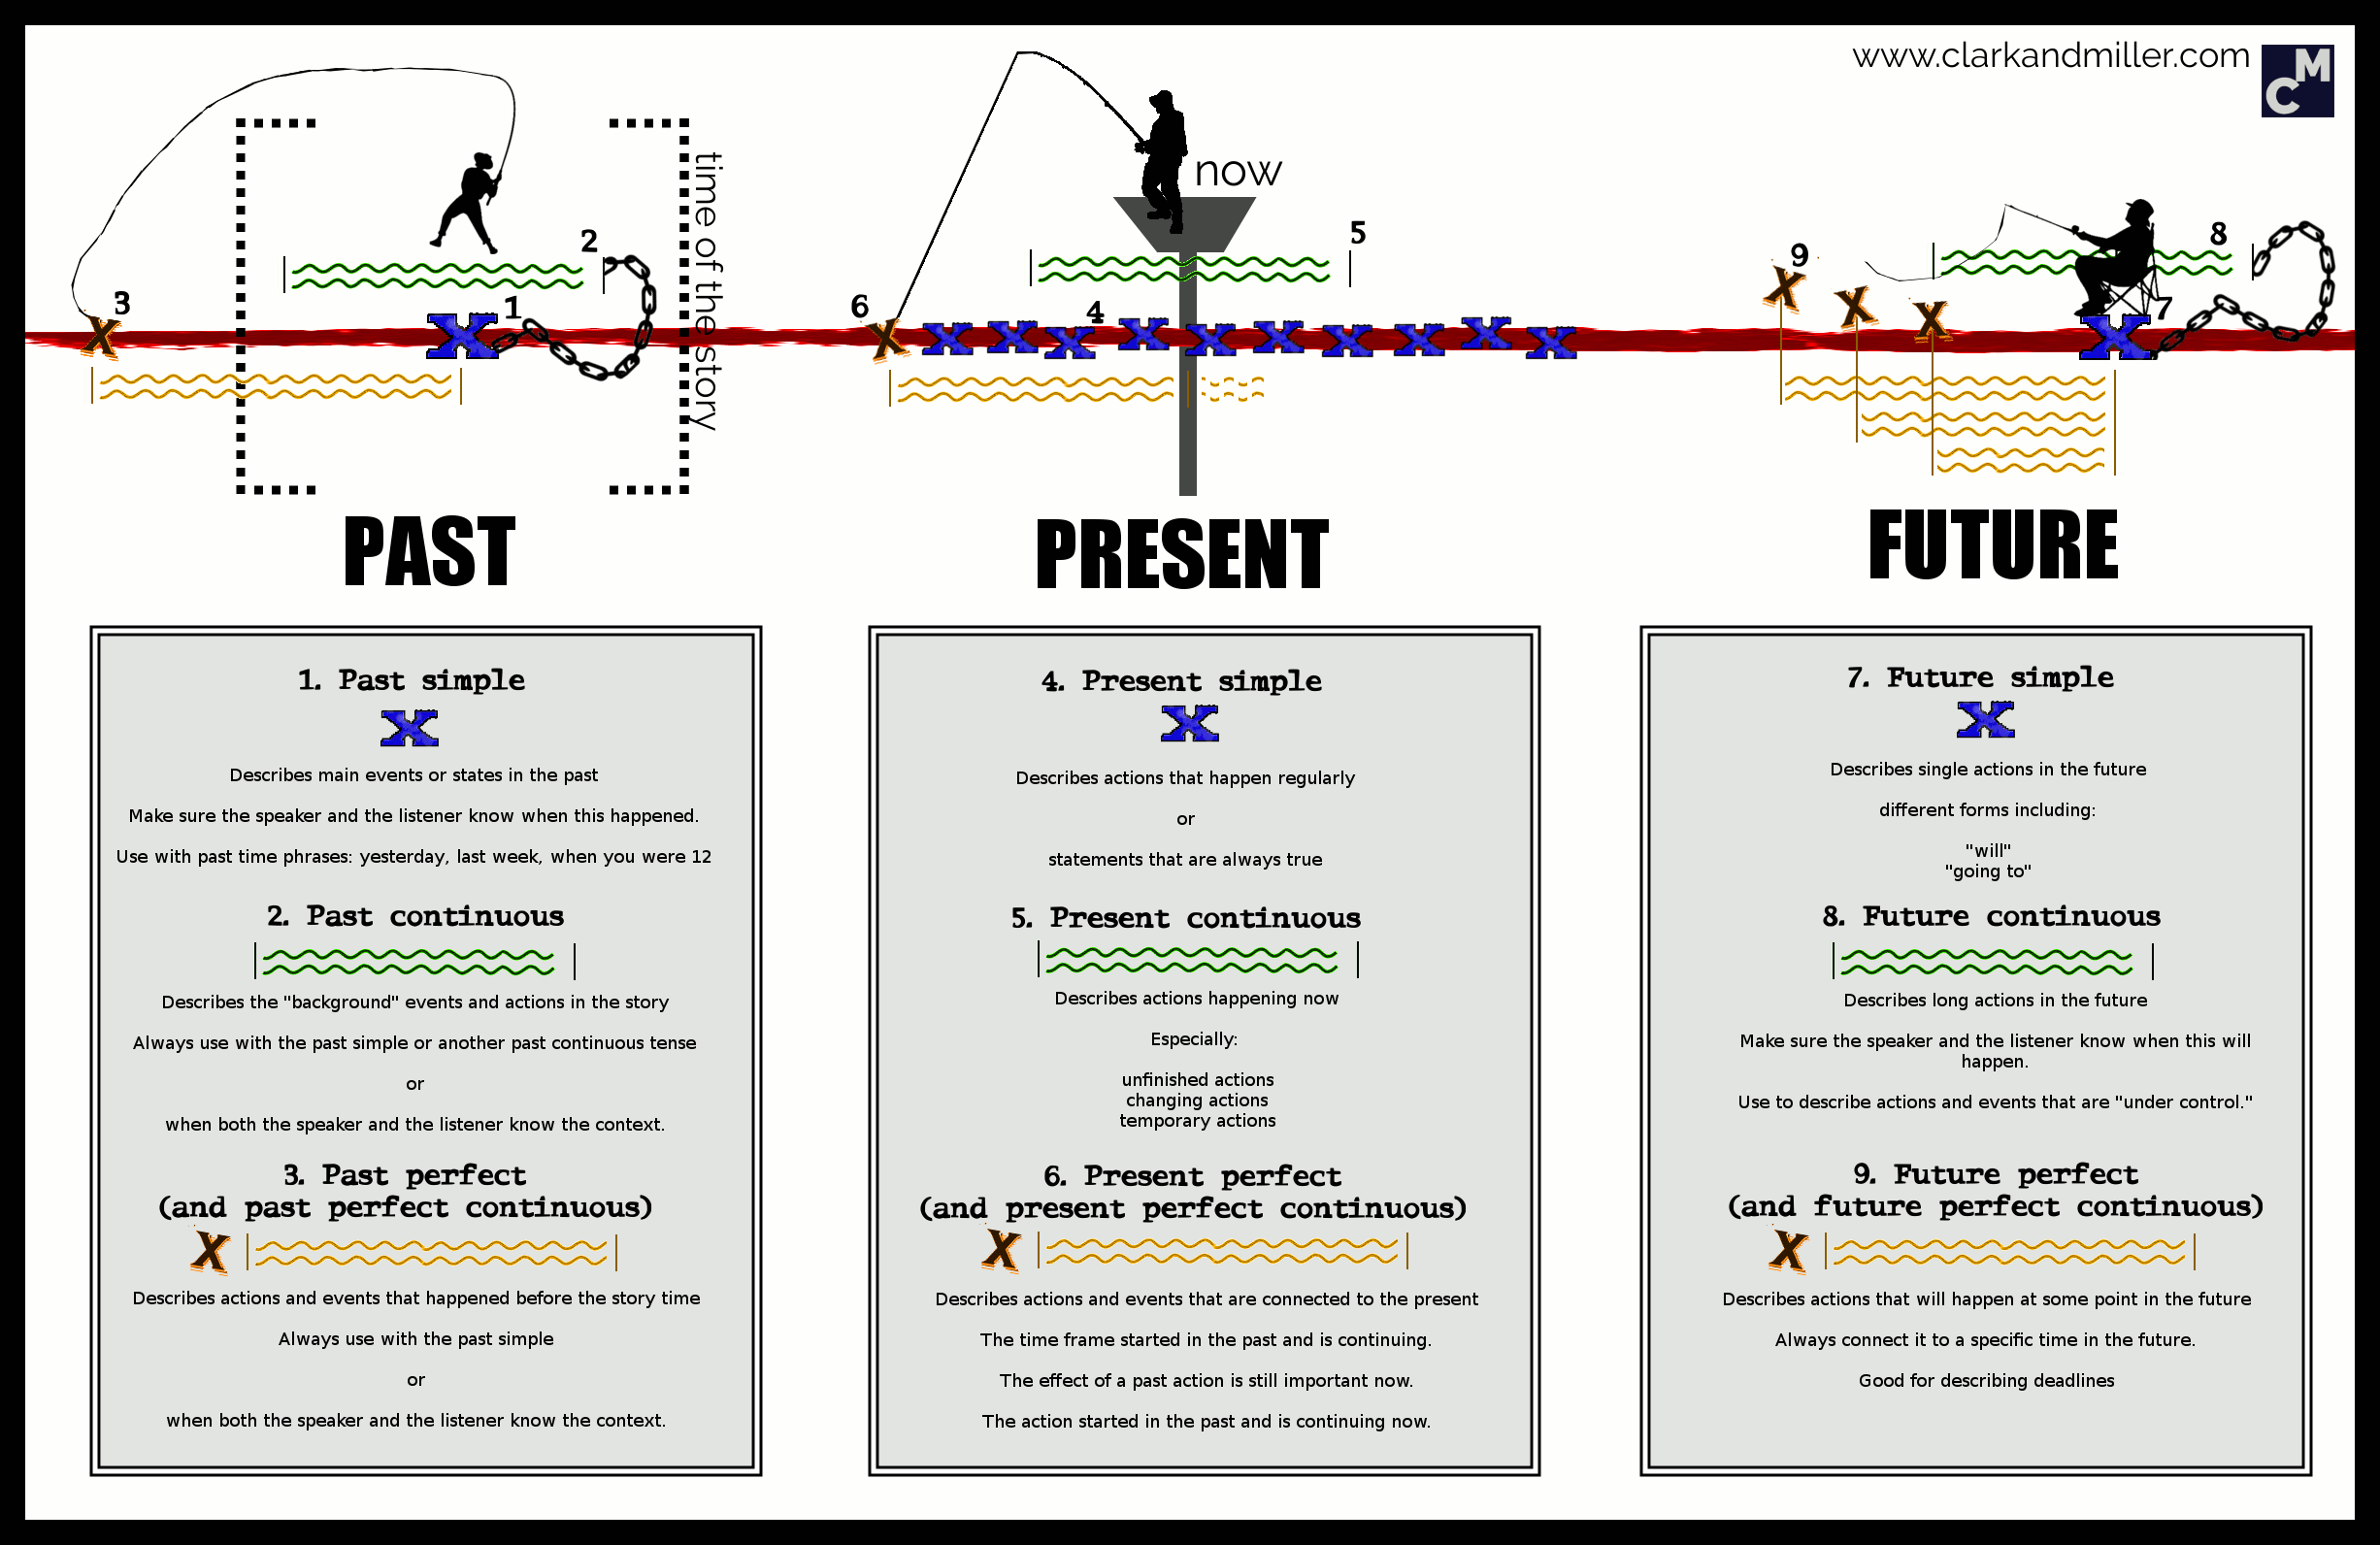 www.clarkandmiller.com
CM
now
time of the story
3
2
1
6
4
5
9
8
7
PAST
PRESENT
FUTURE
1. Past simple
X
Describes main events or states in the past
Make sure the speaker and the listener know when this happened.
Use with past time phrases: yesterday, last week, when you were 12
2. Past continuous
Describes the "background" events and actions in the story
Always use with the past simple or another past continuous tense
or
when both the speaker and the listener know the context.
3. Past perfect
(and past perfect continuous)
X
Describes actions and events that happened before the story time
Always use with the past simple
or
when both the speaker and the listener know the context.
4. Present simple
X
Describes actions that happen regularly
or
statements that are always true
5. Present continuous
Describes actions happening now
Especially:
unfinished actions
changing actions
temporary actions
6. Present perfect
(and present perfect continuous)
X
Describes actions and events that are connected to the present
The time frame started in the past and is continuing.
The effect of a past action is still important now.
The action started in the past and is continuing now.
7. Future simple
X
Describes single actions in the future
different forms including:
"will"
"going to"
8. Future continuous
Describes long actions in the future
Make sure the speaker and the listener know when this will
happen.
Use to describe actions and events that are "under control."
9. Future perfect
(and future perfect continuous)
X
Describes actions that will happen at some point in the future
Always connect it to a specific time in the future.
Good for describing deadlines